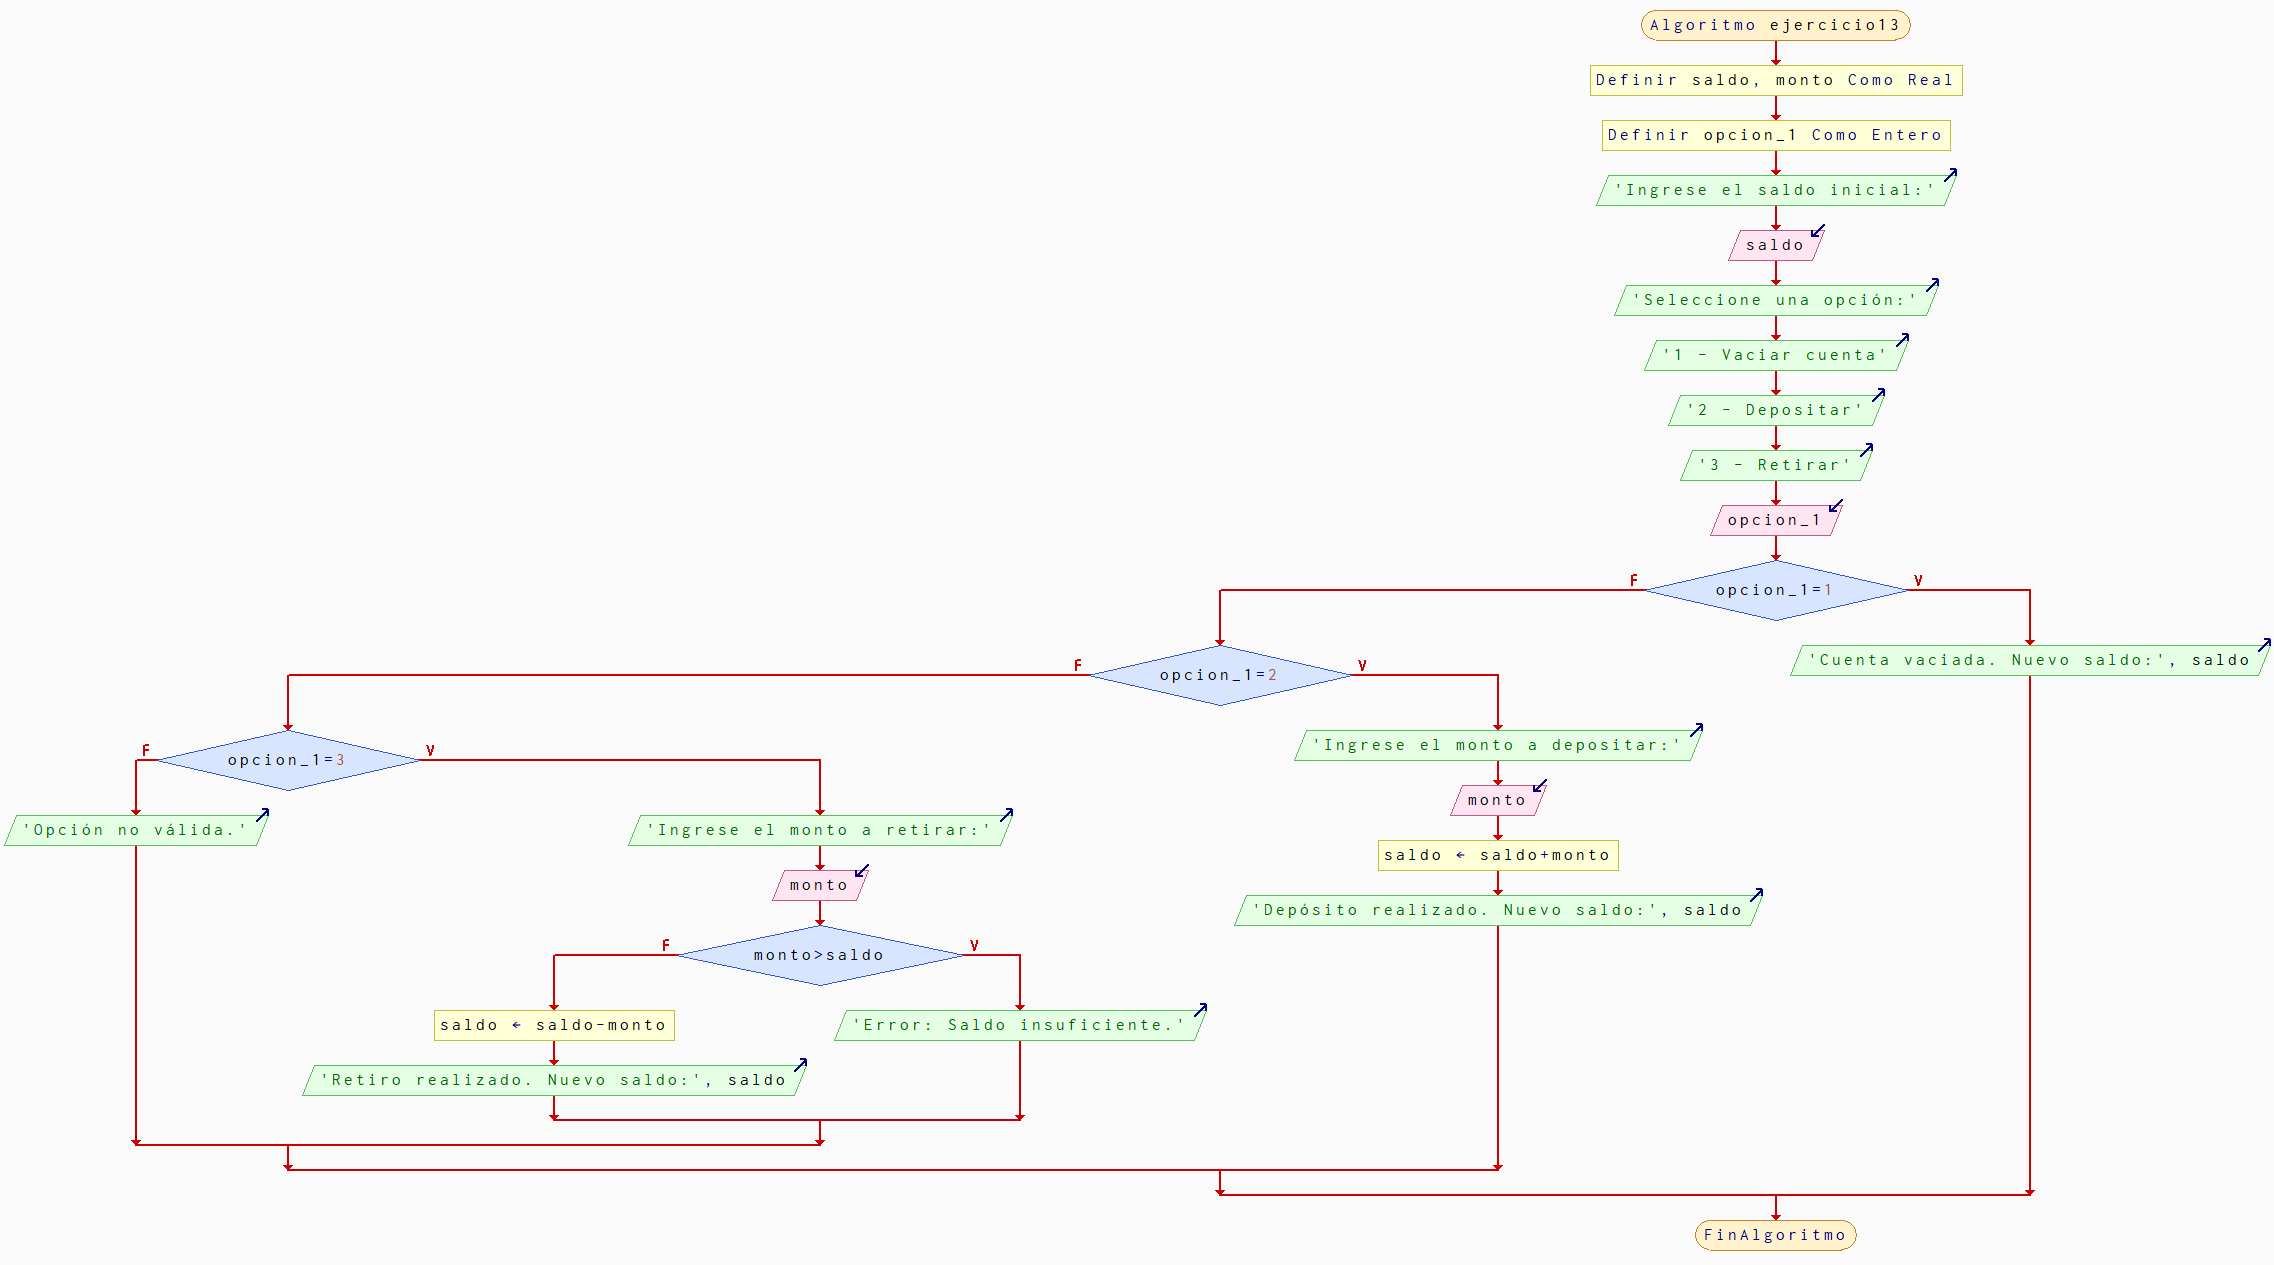 Algoritmo ejercicio13
Definir saldo, monto Como Real
Definir opcion_1 Como Entero
'Ingrese el saldo inicial:'
saldo
'Seleccione una opción:'
'1 - Vaciar cuenta'
'2 - Depositar'
'3 - Retirar'
opcion_1
F
opcion_1=1
V
'Cuenta vaciada. Nuevo saldo:', saldo
F
opcion_1=2
V
'Ingrese el monto a depositar:'
monto
saldo ← saldo+monto
'Depósito realizado. Nuevo saldo:', saldo
F
opcion_1=3
V
'Opción no válida.'
'Ingrese el monto a retirar:'
monto
F
monto>saldo
V
saldo ← saldo-monto
'Retiro realizado. Nuevo saldo:', saldo
'Error: Saldo insuficiente.'
FinAlgoritmo